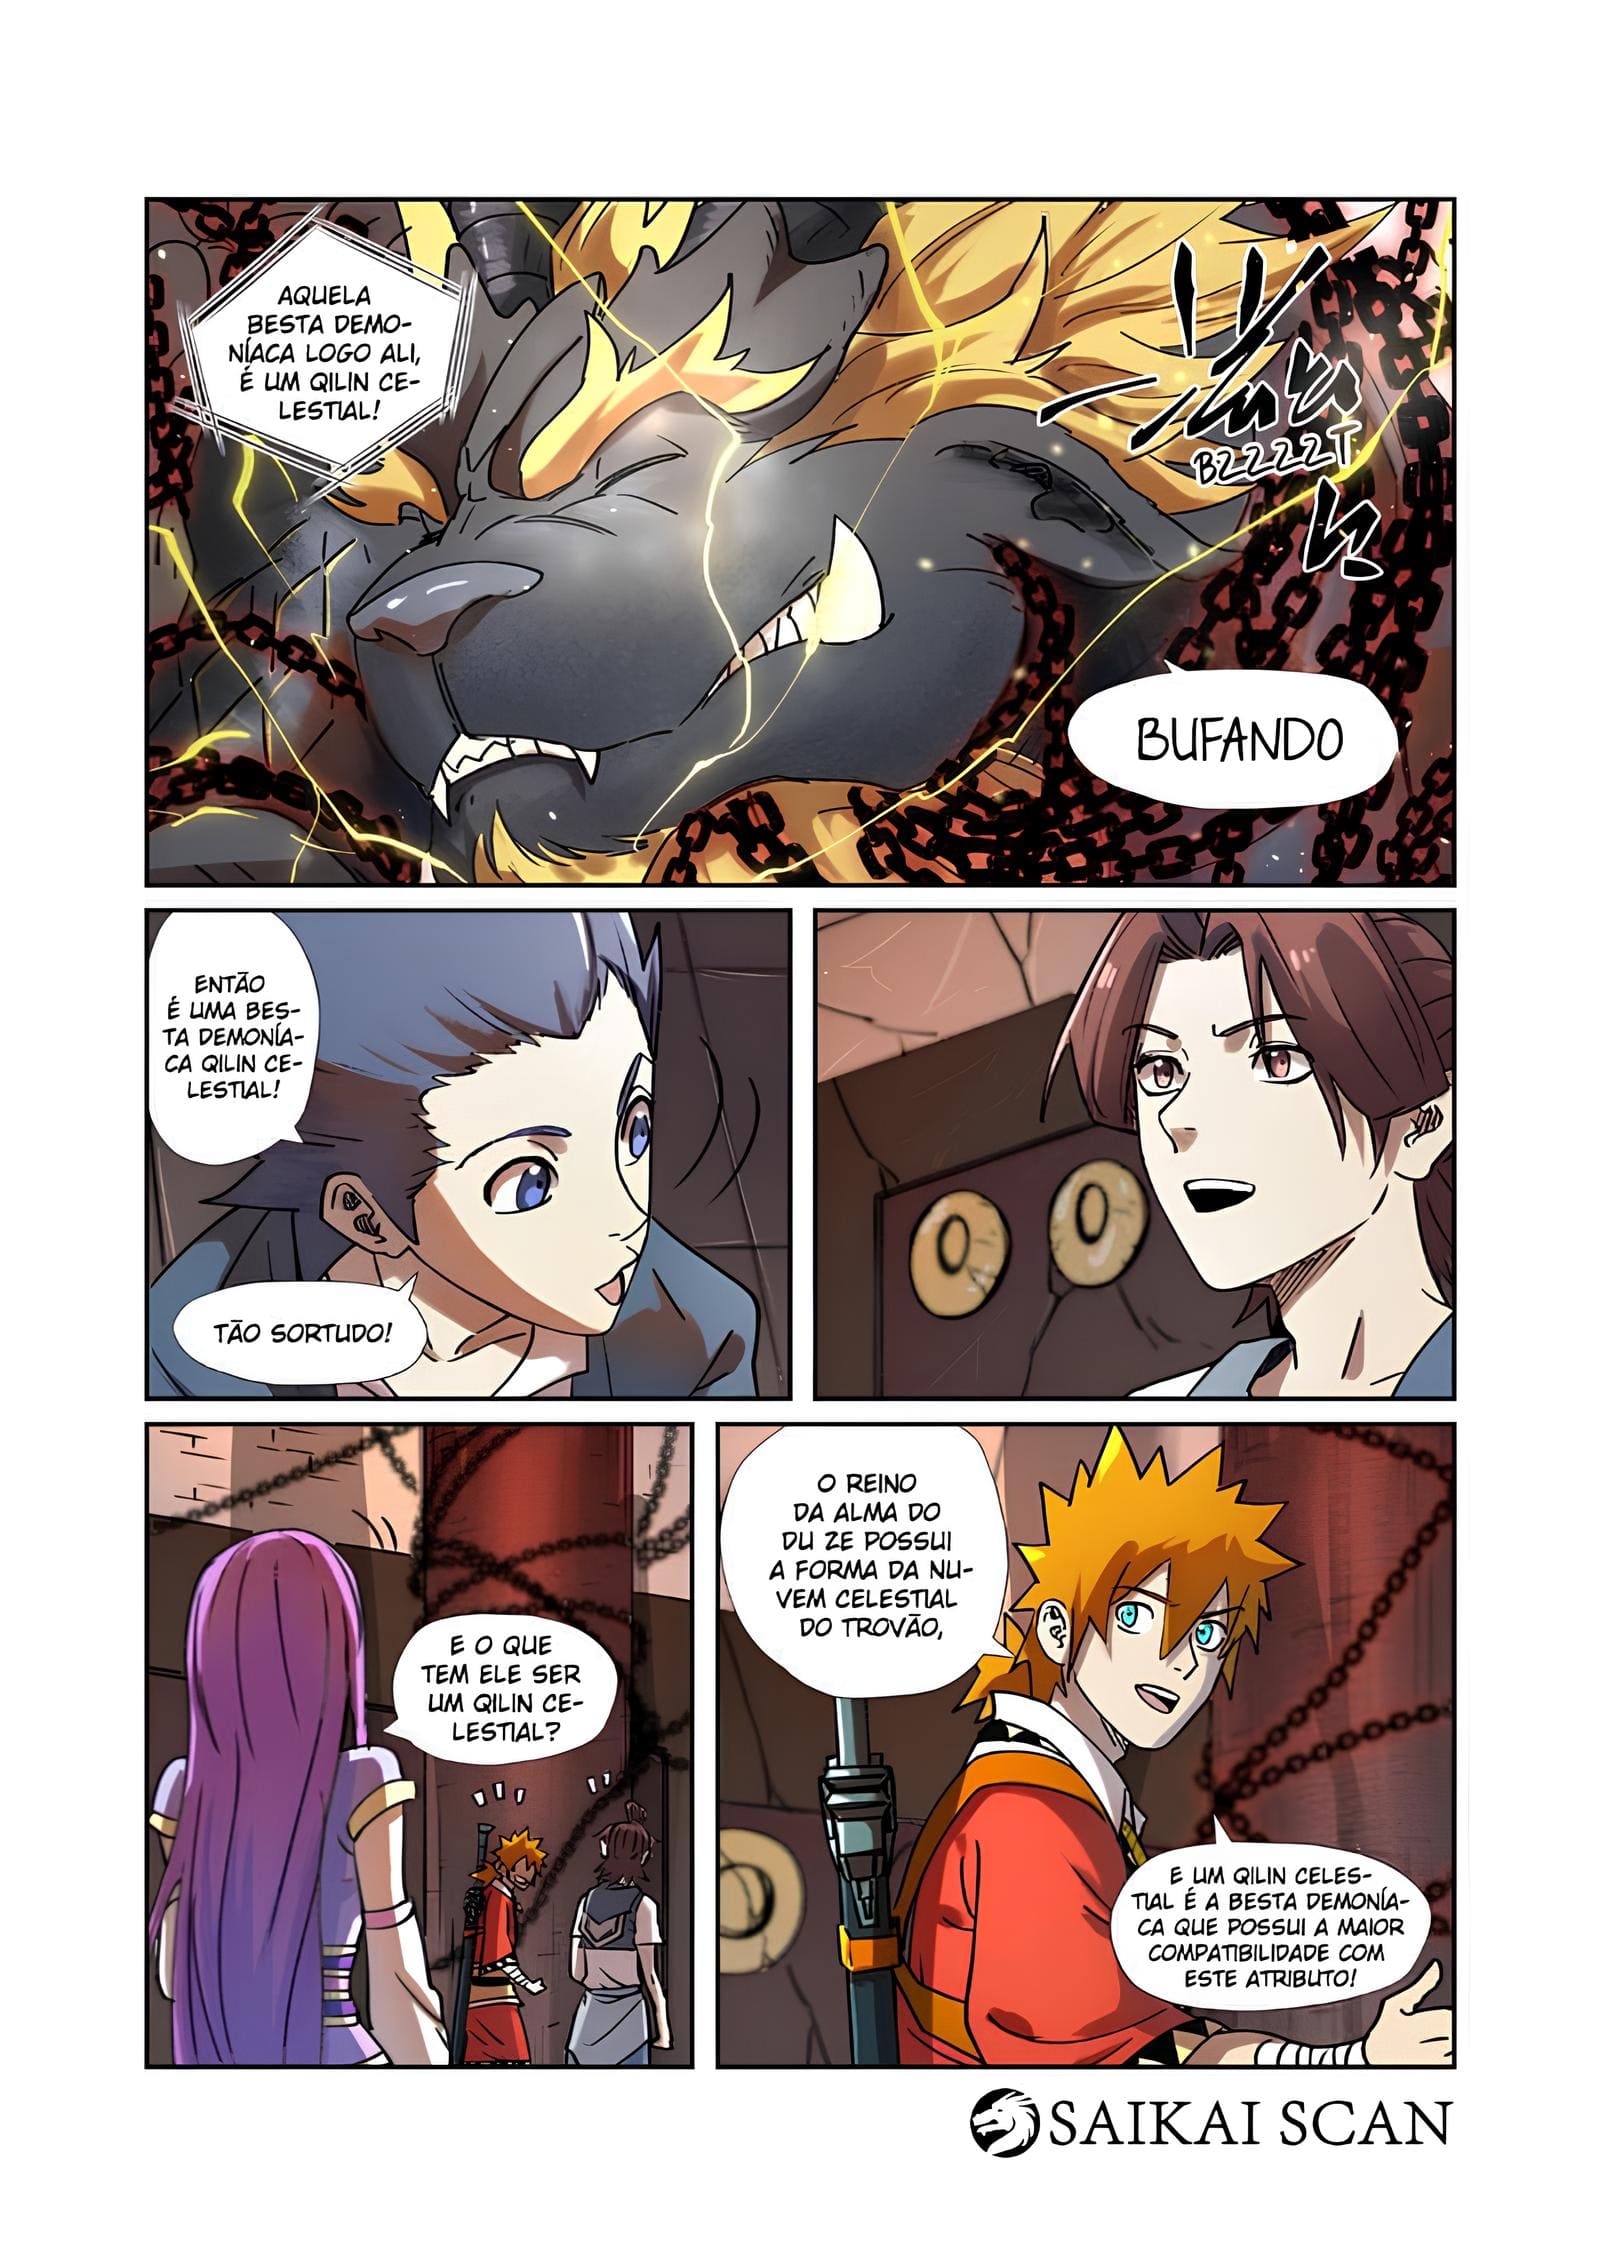 AQUELA
BESTA DEMO-
NÍACA LOGO ALI,
É UM QILIN CE-
LESTIAL!
BZZZZT
BUFANDO
ENTÃO
É UMA BES-
TA DEMONÍA-
CA QILIN CE-
LESTIAL!
TÃO SORTUDO!
E O QUE
TEM ELE SER
UM QILIN CE-
LESTIAL?
O REINO
DA ALMA DO
DU ZE POSSUI
A FORMA DA NU-
VEM CELESTIAL
DO TROVÃO,
E UM QILIN CELES-
TIAL É A BESTA DEMONÍA-
CA QUE POSSUI A MAIOR
COMPATIBILIDADE COM
ESTE ATRIBUTO!
SAIKAI SCAN